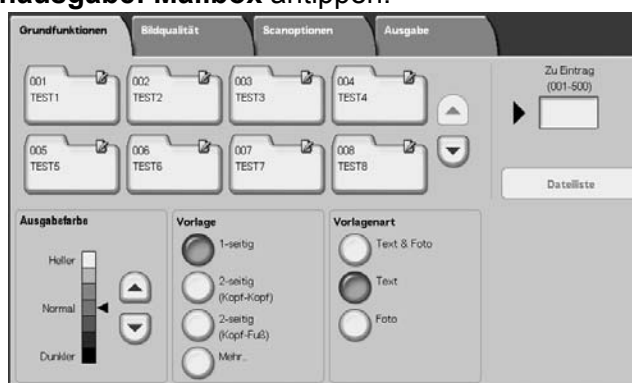 nausgabe: Mailbox antippen.
Grundfunktionen
Bildqualität
Scanoptionen
Ausgabe
001
TEST1
002
TEST2
003
TEST3
004
TEST4
Zu Eintrag
(001-500)
005
TEST5
006
TEST6
007
TEST7
008
TEST8
Dateiliste
Ausgabefarbe
Heller
Normal
Dunkler
Vorlage
1-seitig
2-seitig
(Kopf-Kopf)
2-seitig
(Kopf-Fuß)
Mehr...
Vorlagenart
Text & Foto
Text
Foto